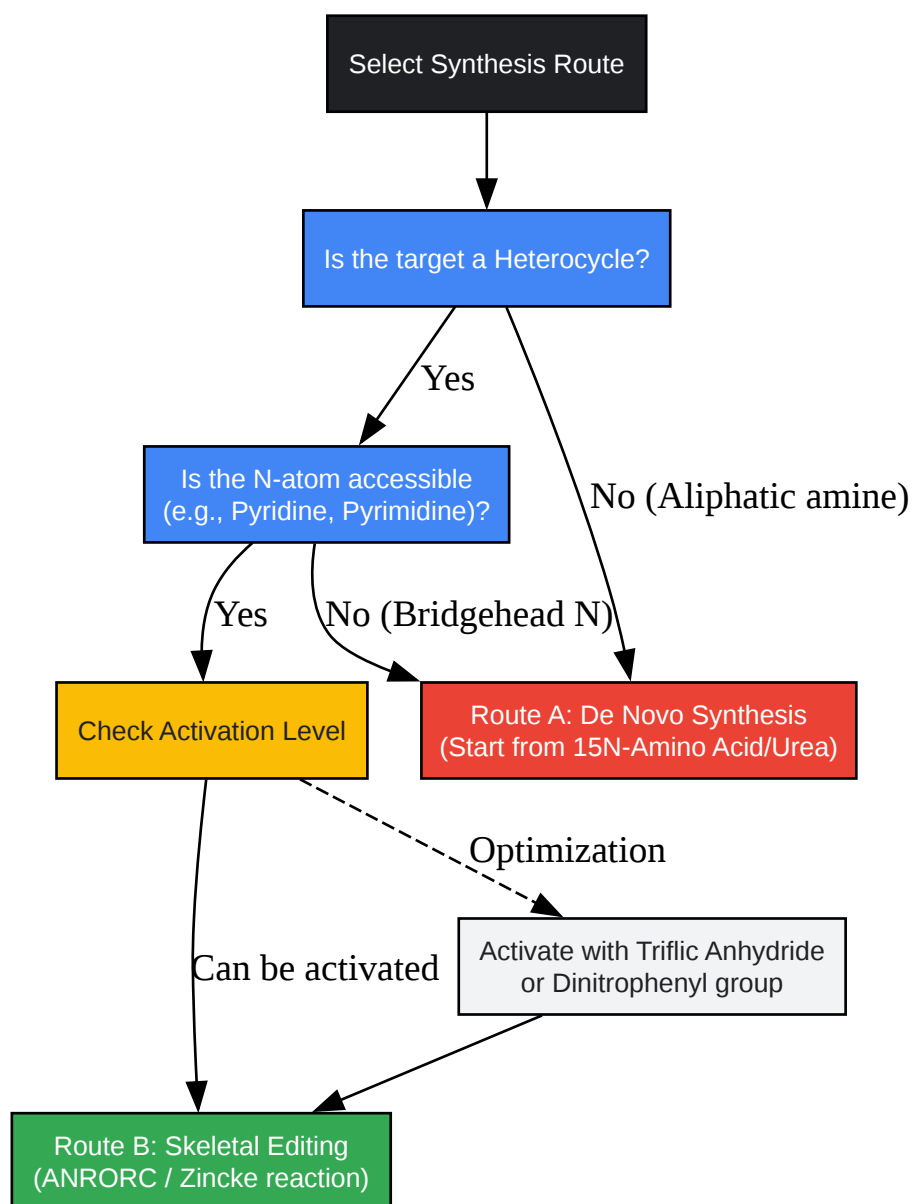 Select Synthesis Route
Is the target a Heterocycle?
Yes
Is the N-atom accessible
(e.g., Pyridine, Pyrimidine)?
No (Aliphatic amine)
Yes
No (Bridgehead N)
Check Activation Level
Route A: De Novo Synthesis
(Start from 15N-Amino Acid/Urea)
Optimization
Activate with Triflic Anhydride
or Dinitrophenyl group
Can be activated
Route B: Skeletal Editing
(ANRORC / Zincke reaction)